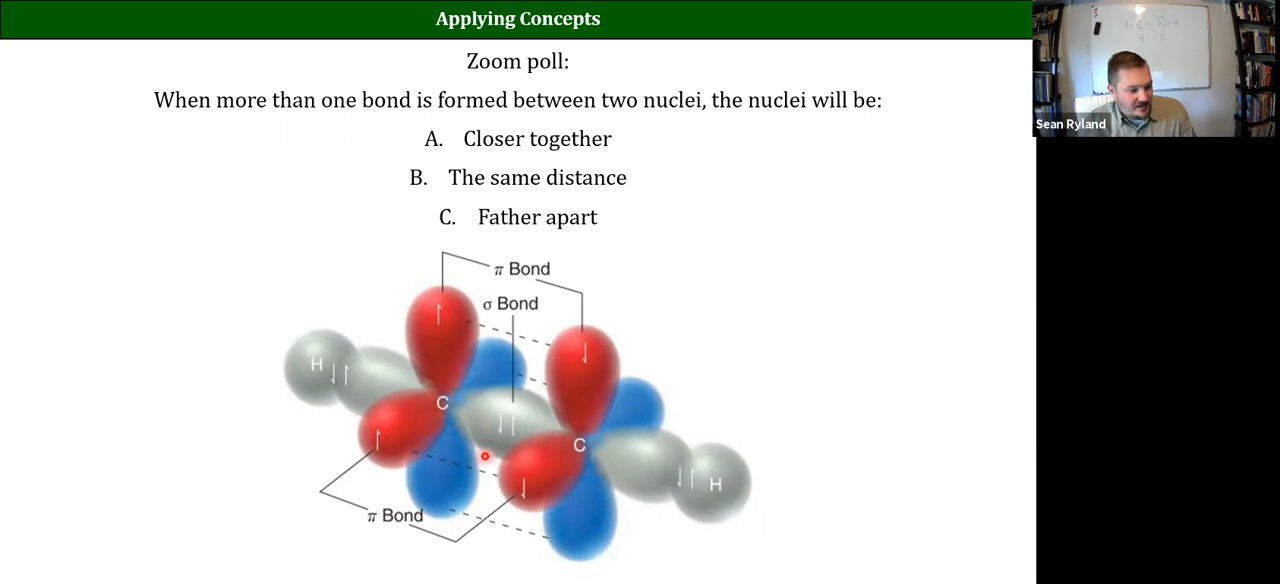 Applying Concepts
Zoom poll:
When more than one bond is formed between two nuclei, the nuclei will be:
A. Closer together
B. The same distance
C. Father apart
π Bond
σ Bond
H
C
C
H
π Bond
Sean Ryland